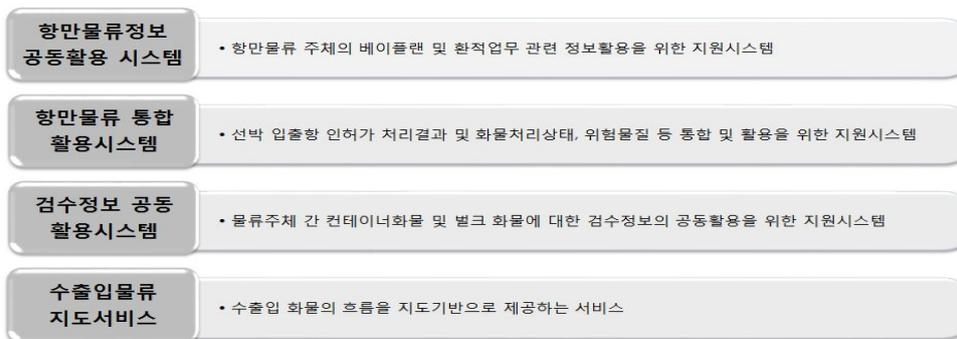 항만물류정보
공동활용 시스템
• 항만물류 주체의 베이플랜 및 환적업무 관련 정보활용을 위한 지원시스템
항만물류 통합
활용시스템
• 선박 입출항 인허가 처리결과 및 화물처리상태, 위험물질 등 통합 및 활용을 위한 지원시스템
검수정보 공동
활용시스템
• 물류주체 간 컨테이너화물 및 벌크 화물에 대한 검수정보의 공동활용을 위한 지원시스템
수출입물류
지도서비스
• 수출입 화물의 흐름을 지도기반으로 제공하는 서비스